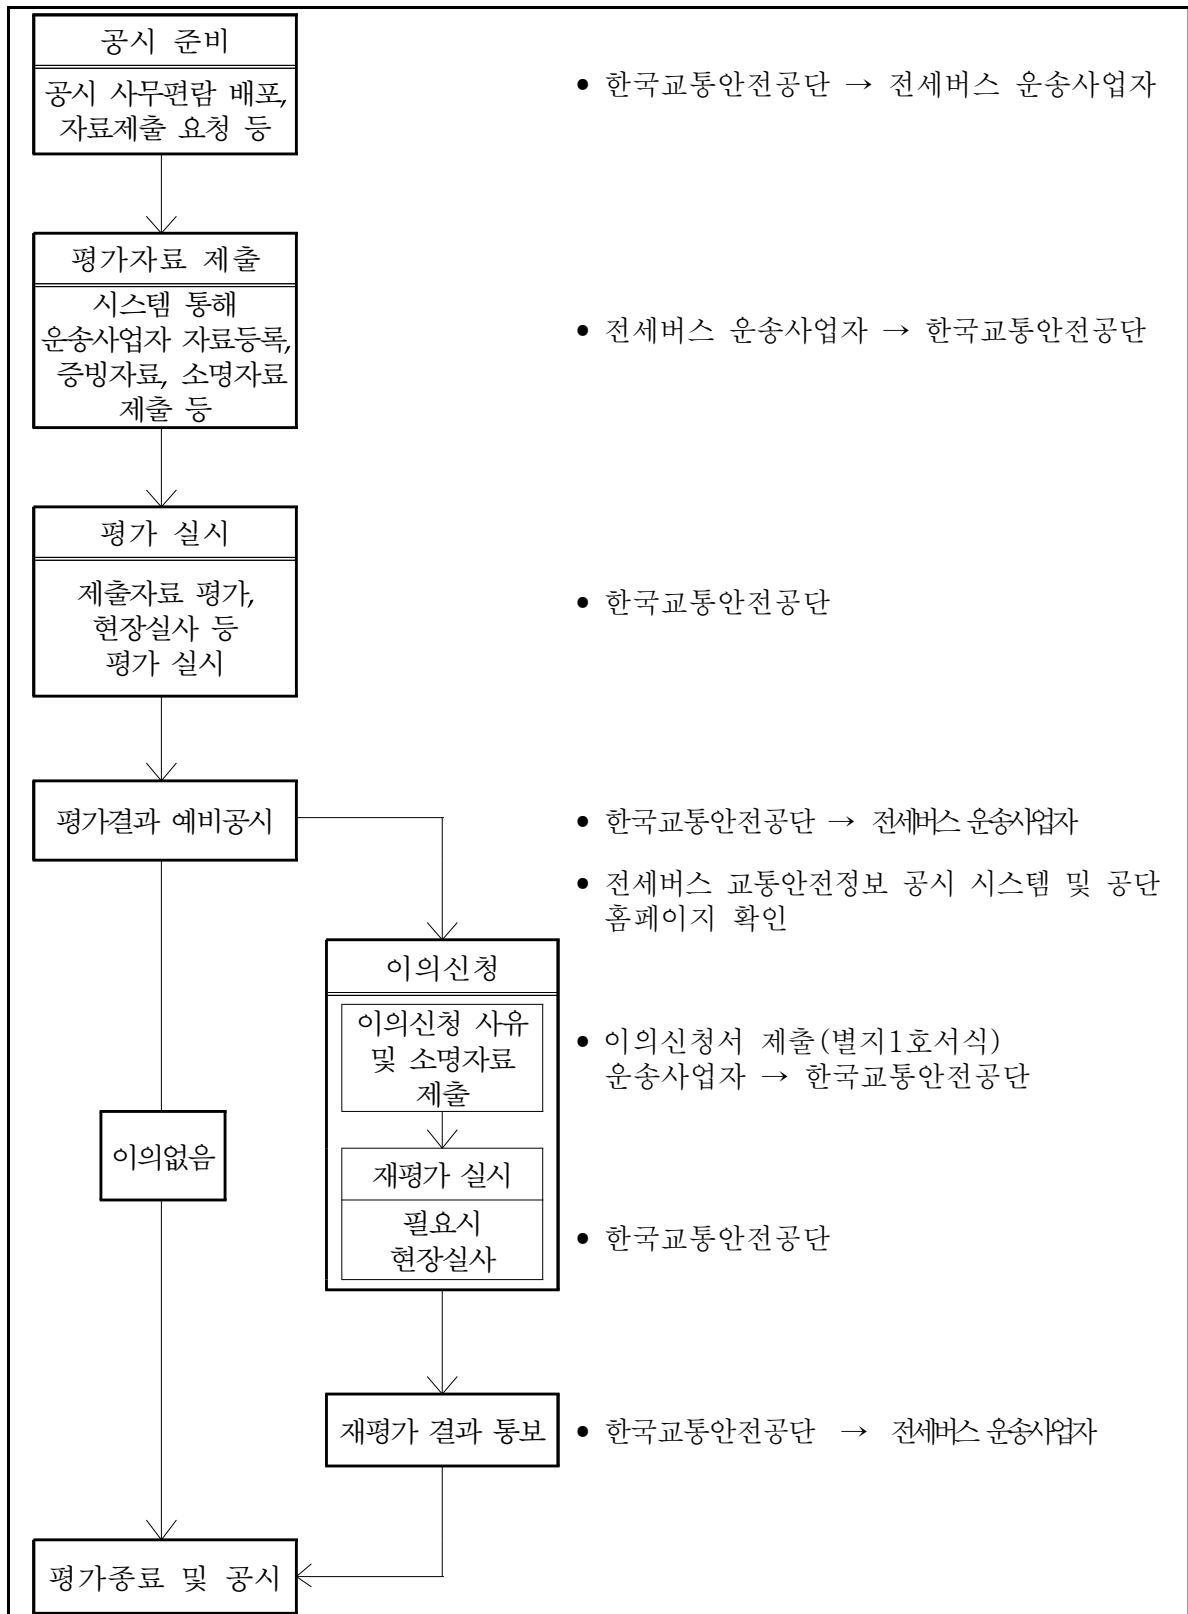 공시 준비
공시 사무편람 배포,
자료제출 요청 등
• 한국교통안전공단 → 전세버스 운송사업자
평가자료 제출
시스템 통해
운송사업자 자료등록,
증빙자료, 소명자료
제출 등
• 전세버스 운송사업자 → 한국교통안전공단
평가 실시
제출자료 평가,
현장실사 등
평가 실시
• 한국교통안전공단
평가결과 예비공시
• 한국교통안전공단 → 전세버스 운송사업자
• 전세버스 교통안전정보 공시 시스템 및 공단
홈페이지 확인
이의신청
이의신청 사유
및 소명자료
제출
• 이의신청서 제출(별지1호서식)
운송사업자 → 한국교통안전공단
이의없음
재평가 실시
필요시
현장실사
• 한국교통안전공단
재평가 결과 통보
• 한국교통안전공단 → 전세버스 운송사업자
평가종료 및 공시